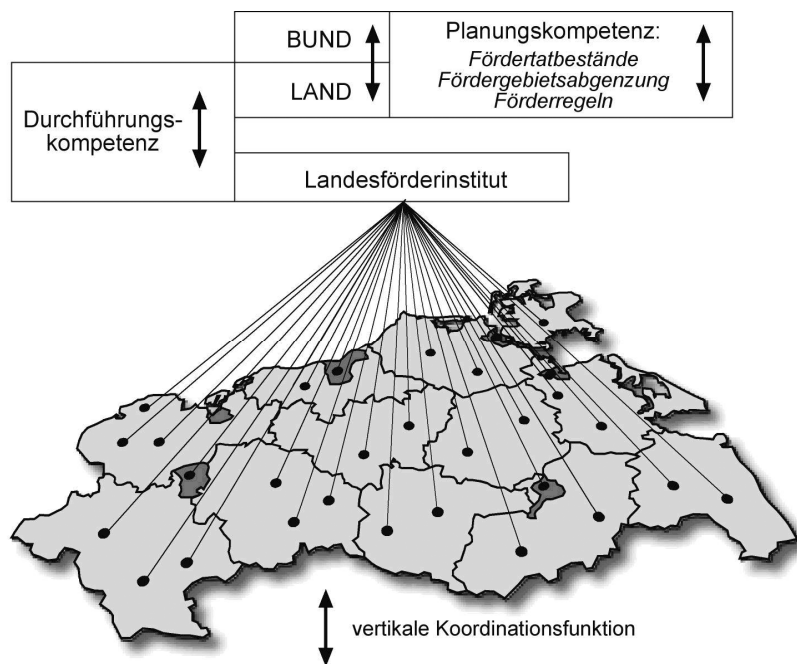 BUND
LAND
Planungskompetenz:
Fördertatbestände
Fördergebietsabgenzung
Förderregeln
Durchführungs-
kompetenz
Landesförderinstitut
vertikale Koordinationsfunktion